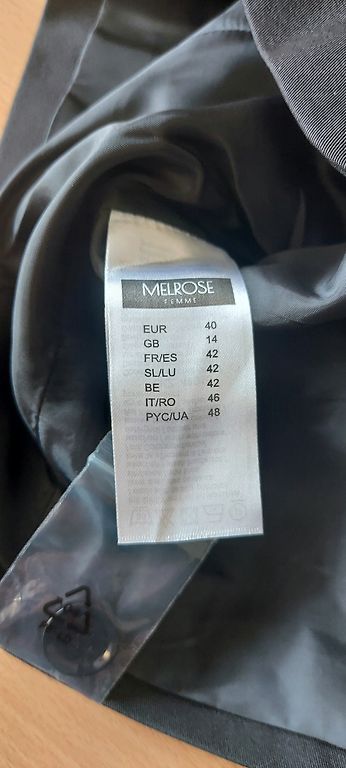 MELROSE
FEMME
EUR 40
GB 14
FR/ES 42
SL/LU 42
BE 42
IT/RO 46
PYC/UA 48